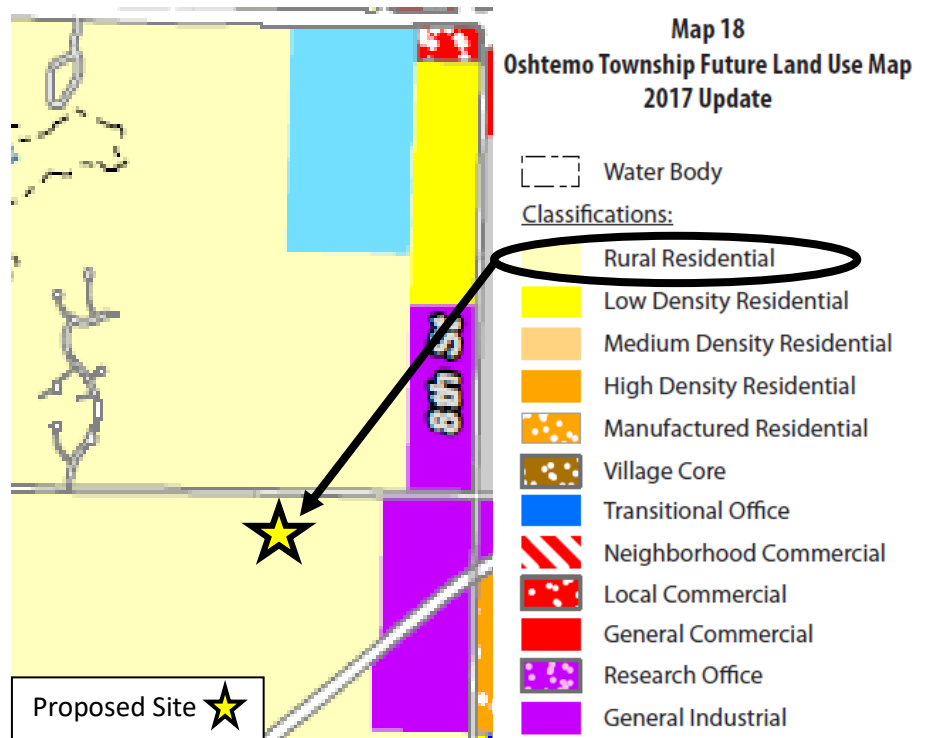 Map 18
Oshtemo Township Future Land Use Map
2017 Update
Water Body
Classifications:
Rural Residential
Low Density Residential
Medium Density Residential
High Density Residential
Manufactured Residential
Village Core
Transitional Office
Neighborhood Commercial
Local Commercial
General Commercial
Research Office
General Industrial
8th St
Proposed Site